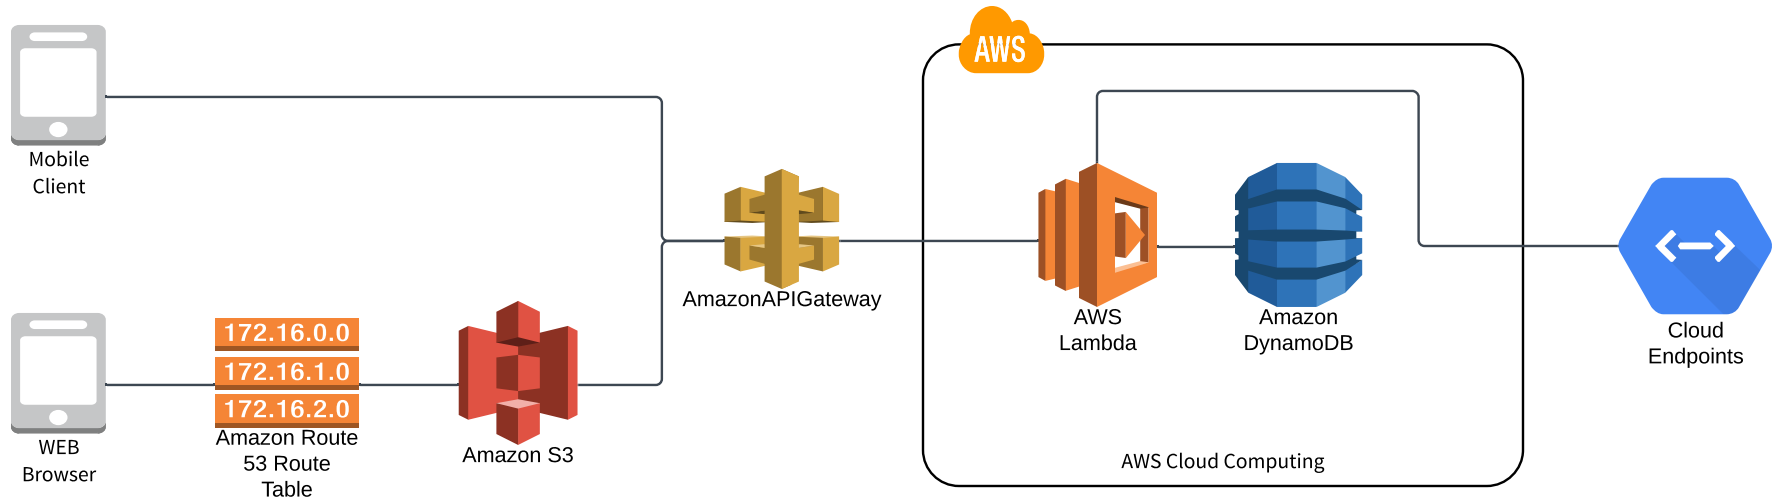 AWS
Mobile
Client
AmazonAPIGateway
AWS
Lambda
Amazon
DynamoDB
Cloud
Endpoints
172.16.0.0
172.16.1.0
172.16.2.0
WEB
Browser
Amazon Route
53 Route
Table
Amazon S3
AWS Cloud Computing